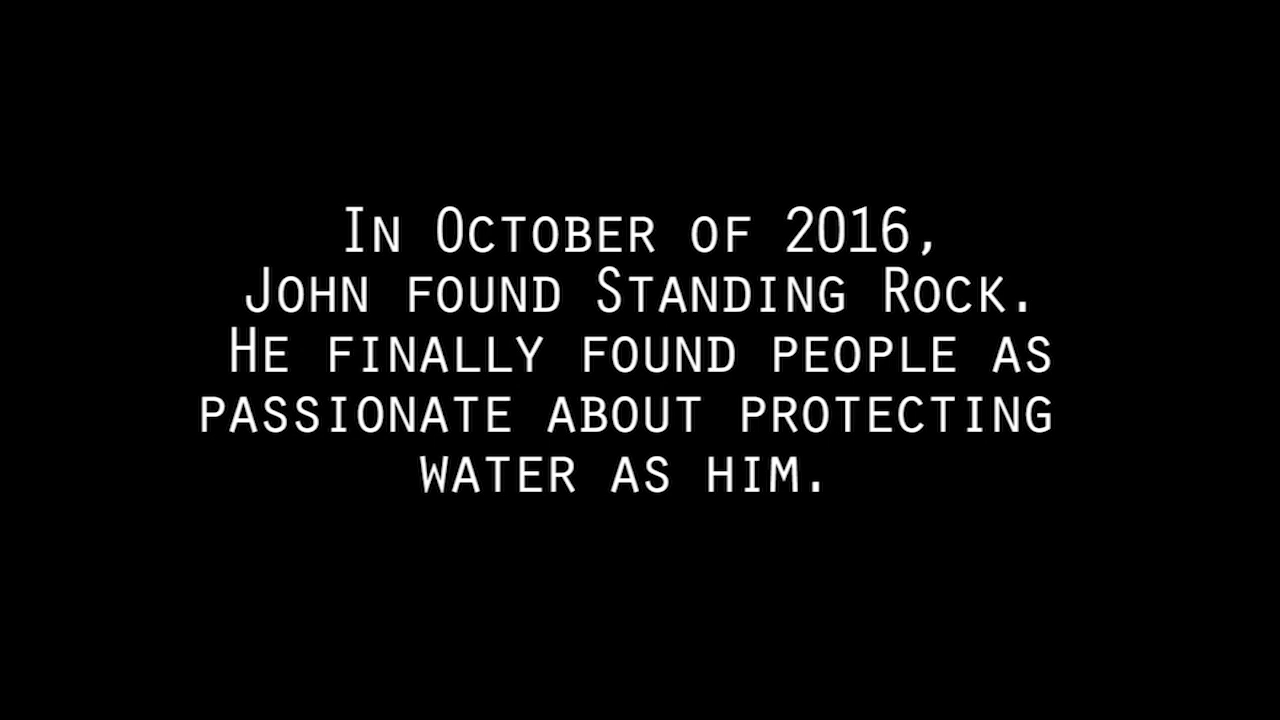 In October of 2016,
John found Standing Rock.
He finally found people as
passionate about protecting
water as him.